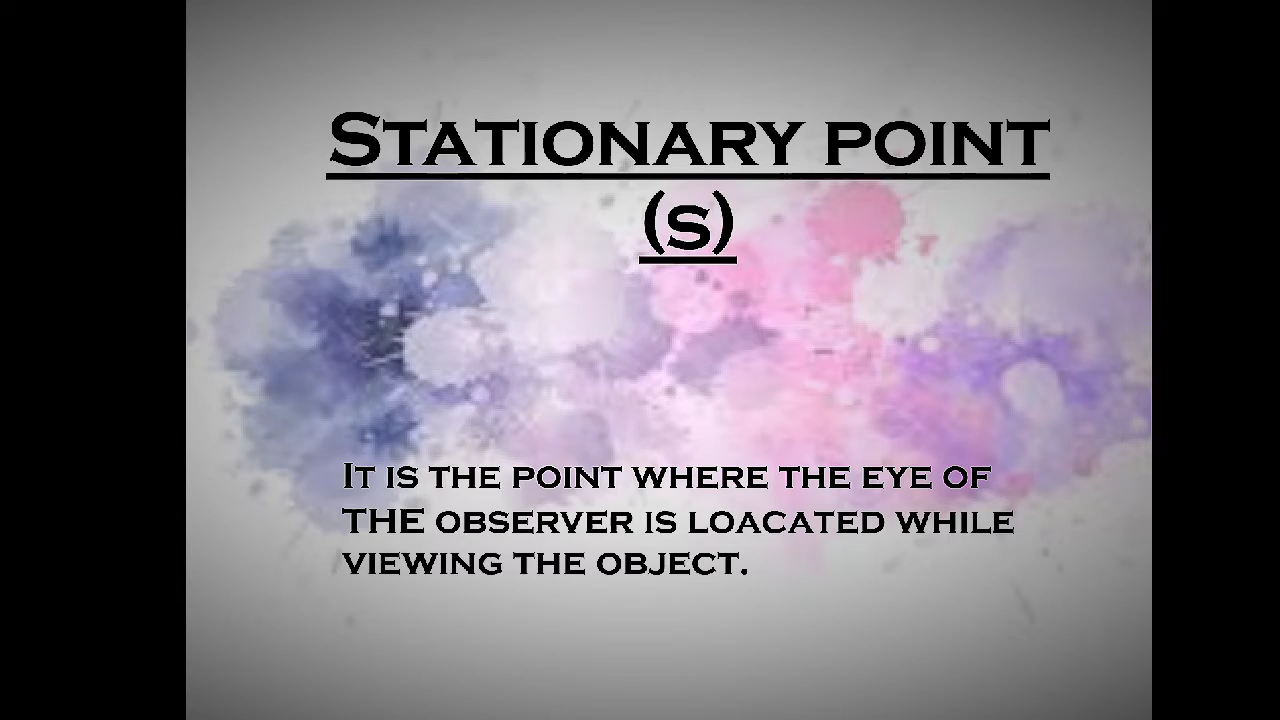 STATIONARY POINT
(S)
IT IS THE POINT WHERE THE EYE OF
THE OBSERVER IS LOACATED WHILE
VIEWING THE OBJECT.